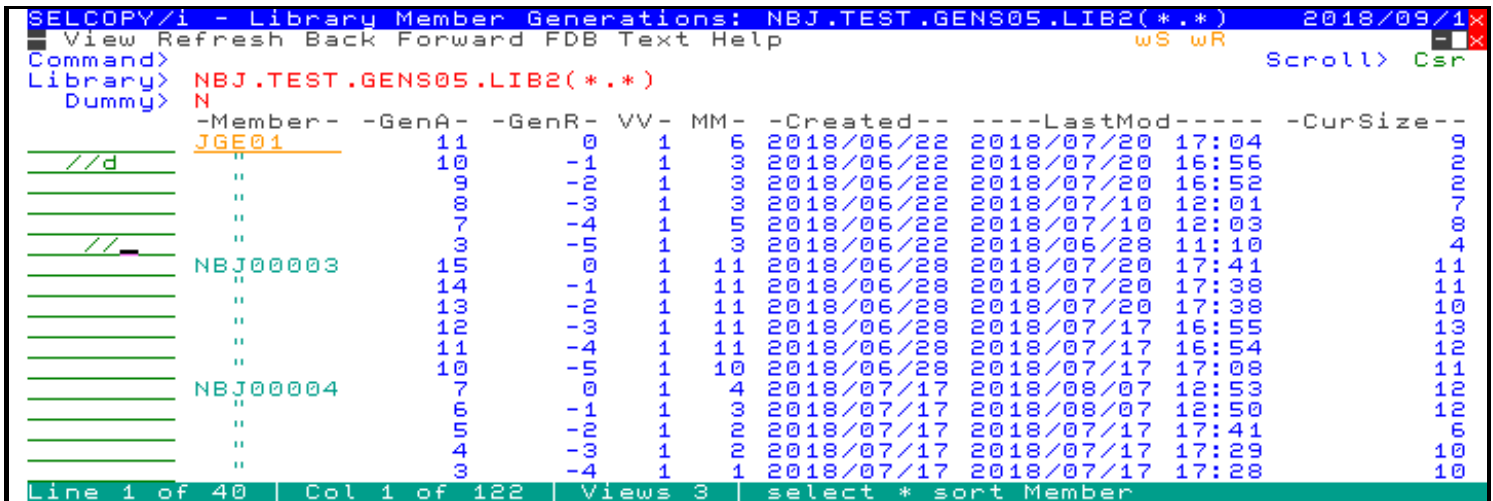 SELCOPY/i - Library Member Generations: NBJ.TEST.GENS05.LIB2(*.*) 2018/09/1x
View Refresh Back Forward FDB Text Help wS wR - x
Command> Scroll> Csr
Library> NBJ.TEST.GENS05.LIB2(*.*)
Dummy> N
-Member- -GenA- -GenR- VV- MM- -Created-- ----LastMod----- -CurSize--
JGE01 11 0 1 6 2018/06/22 2018/07/20 17:04 9
//d " 10 -1 1 3 2018/06/22 2018/07/20 16:56 2
" 9 -2 1 3 2018/06/22 2018/07/20 16:52 2
" 8 -3 1 3 2018/06/22 2018/07/10 12:01 7
" 7 -4 1 5 2018/06/22 2018/07/10 12:03 8
//_ " 3 -5 1 3 2018/06/22 2018/06/28 11:10 4
NBJ00003 15 0 1 11 2018/06/28 2018/07/20 17:41 11
" 14 -1 1 11 2018/06/28 2018/07/20 17:38 11
" 13 -2 1 11 2018/06/28 2018/07/20 17:38 10
" 12 -3 1 11 2018/06/28 2018/07/17 16:55 13
" 11 -4 1 11 2018/06/28 2018/07/17 16:54 12
" 10 -5 1 10 2018/06/28 2018/07/17 17:08 11
NBJ00004 7 0 1 4 2018/07/17 2018/08/07 12:53 12
" 6 -1 1 3 2018/07/17 2018/08/07 12:50 12
" 5 -2 1 2 2018/07/17 2018/07/17 17:41 6
" 4 -3 1 2 2018/07/17 2018/07/17 17:29 10
" 3 -4 1 1 2018/07/17 2018/07/17 17:28 10
Line 1 of 40 | Col 1 of 122 | Views 3 | select * sort Member